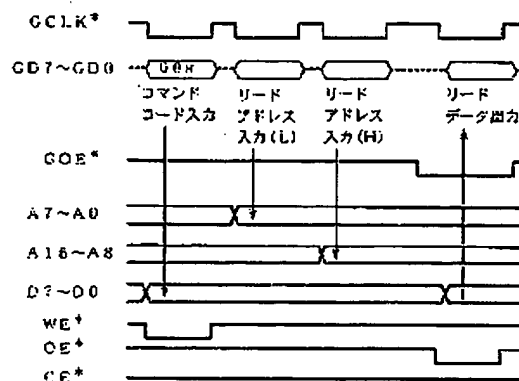 GCLK*
GD7~GD0
コマンド
コード入力
リード
アドレス
入力(L)
リード
アドレス
入力(H)
リード
データ出力
GOE*
A7~A0
A16~A8
D7~D0
WE*
OE*
CE*